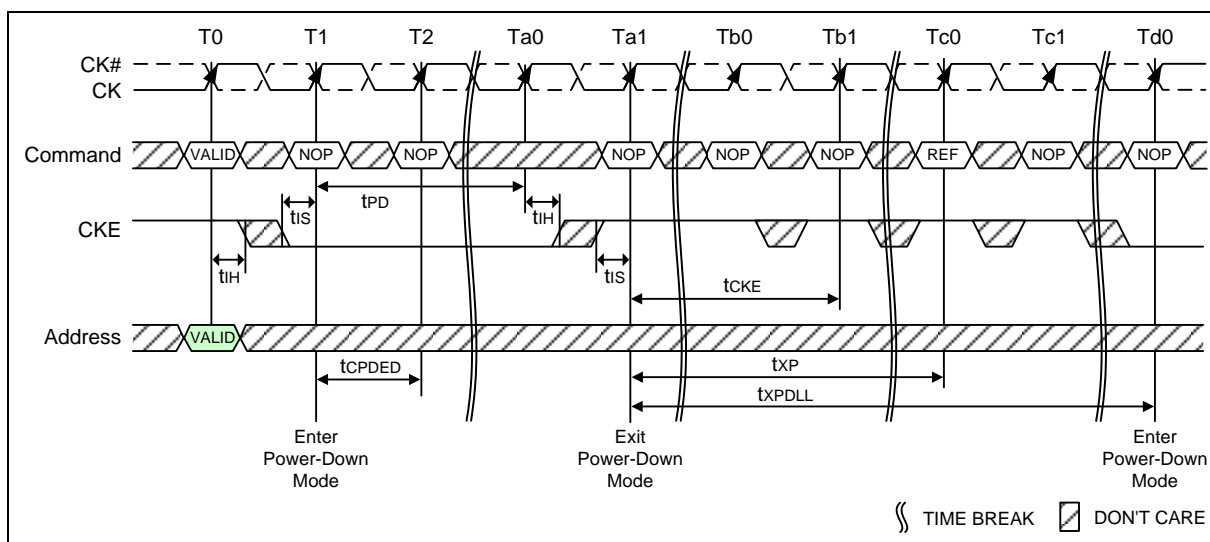 T0 T1 T2 Ta0 Ta1 Tb0 Tb1 Tc0 Tc1 Td0
CK#
CK
Command VALID NOP NOP NOP NOP NOP REF NOP NOP
tIS tPD tIH
CKE
tIH tIS
tCKE
Address VALID
tCPDED tXP
tXPDLL
Enter Power-Down Mode
Exit Power-Down Mode
Enter Power-Down Mode
TIME BREAK DON'T CARE